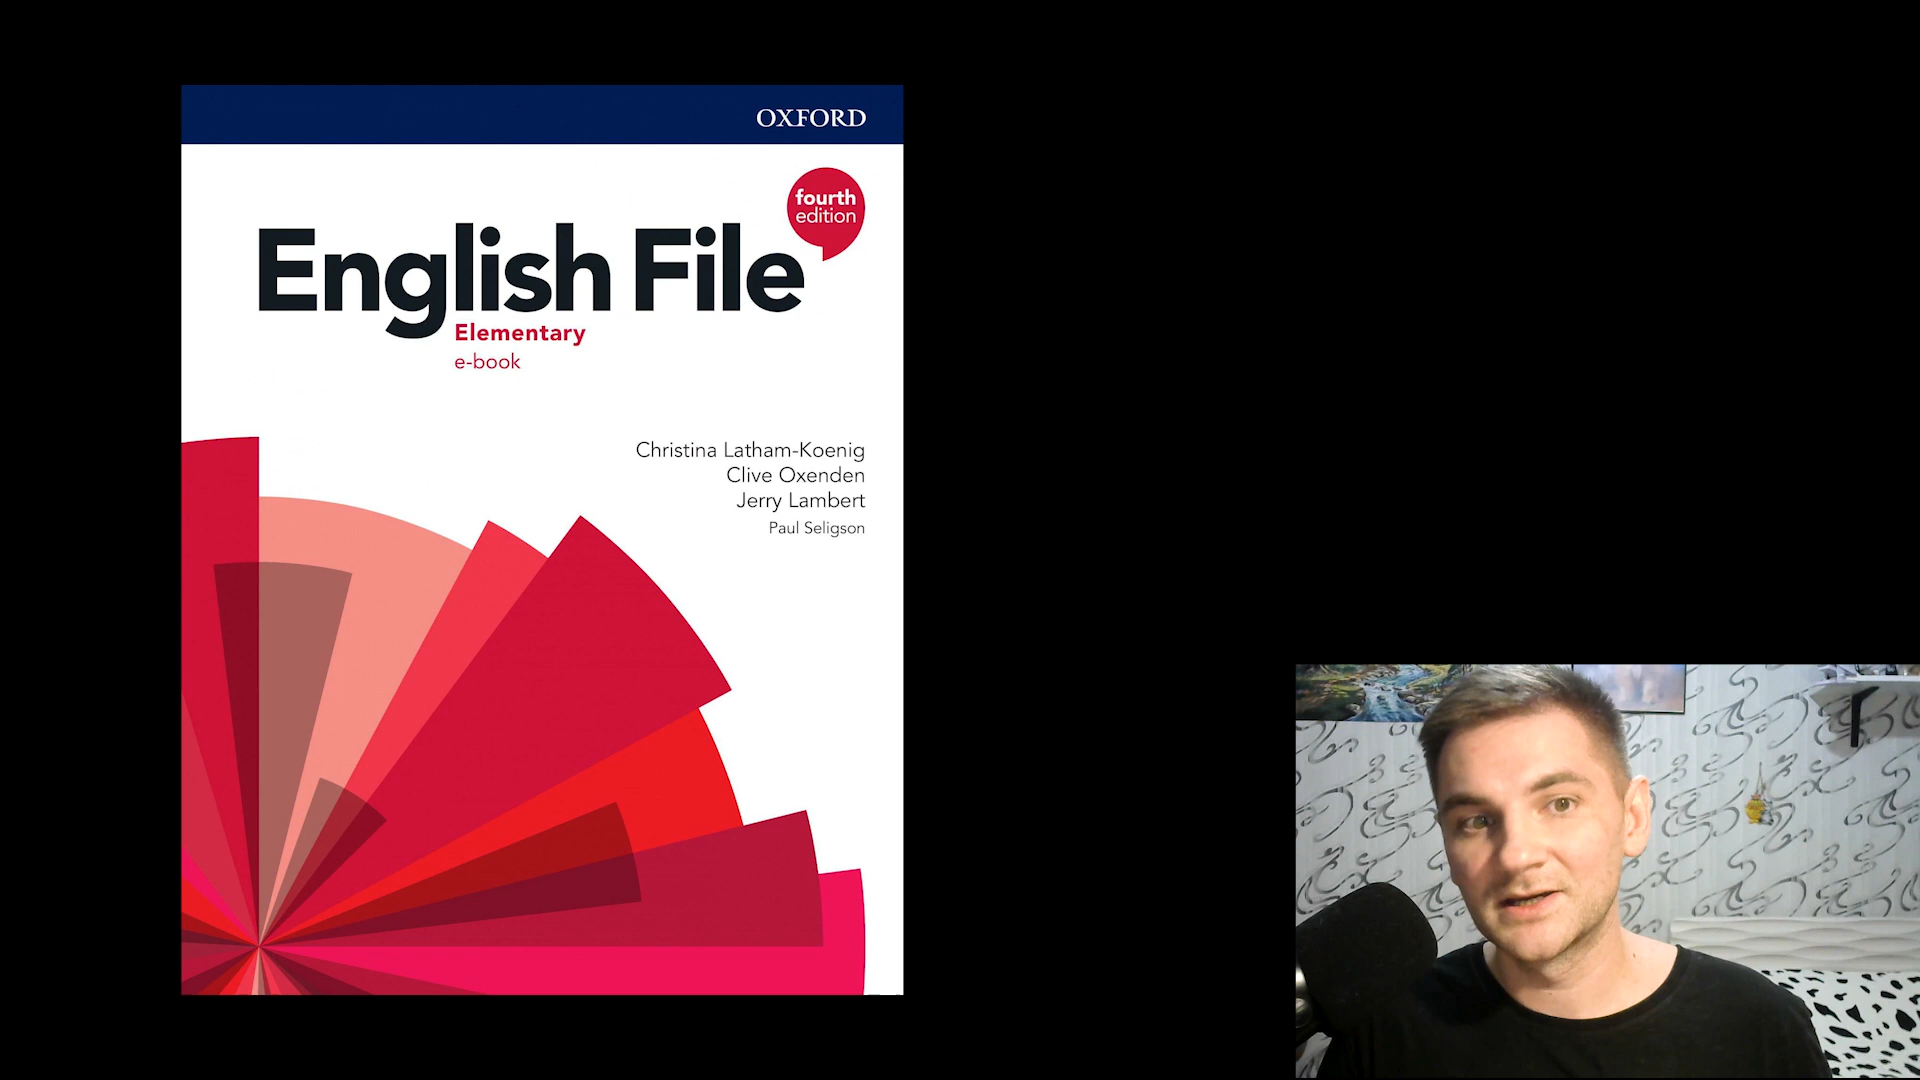 OXFORD
fourth
edition
English File
Elementary
e-book
Christina Latham-Koenig
Clive Oxenden
Jerry Lambert
Paul Seligson